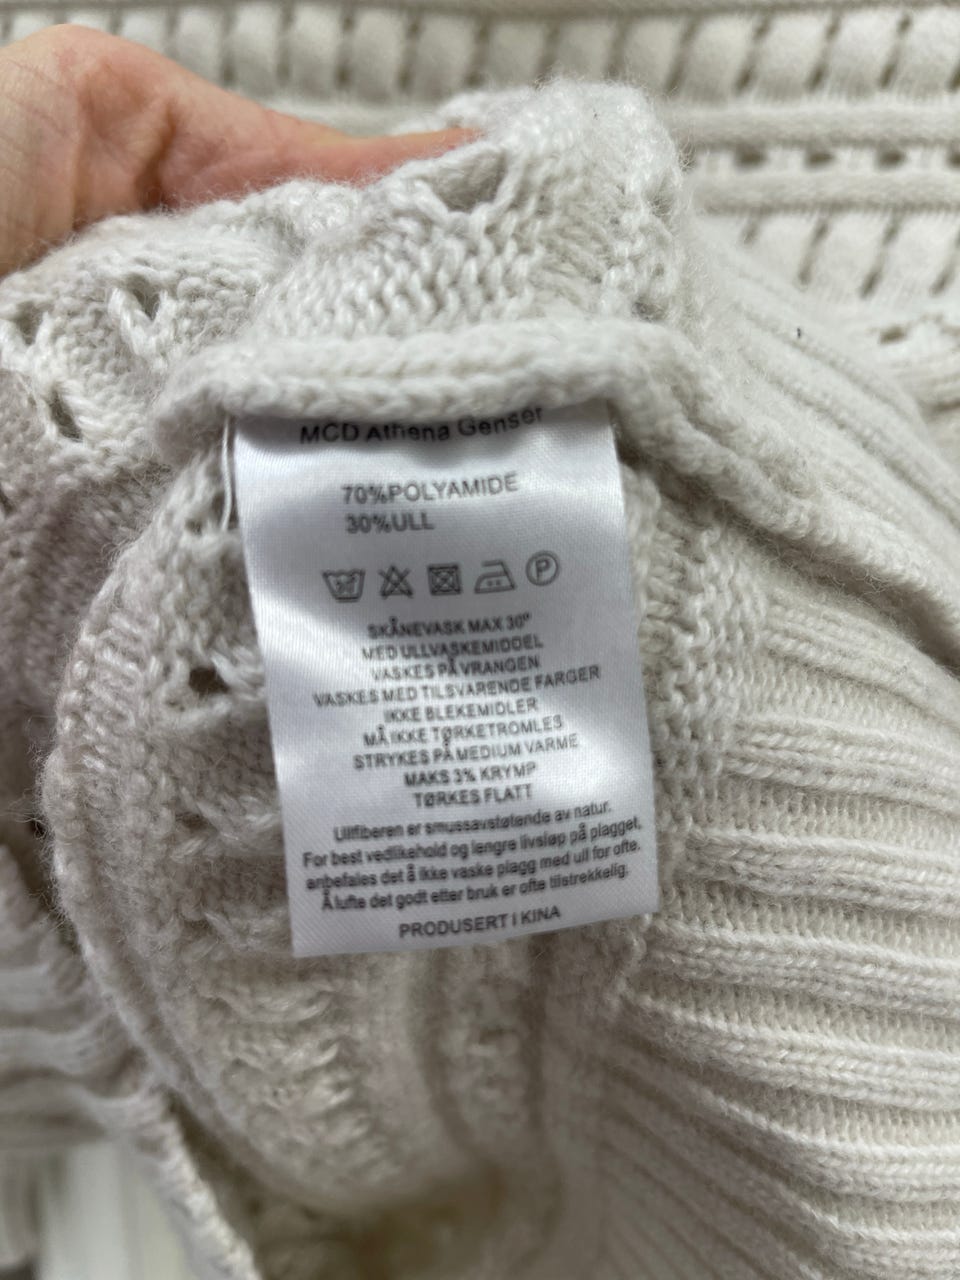 MCD Athena Genser
70%POLYAMIDE
30%ULL
30°
P
SKÅNEVASK MAX 30°
MED ULLVASKEMIDDEL
VASKES PÅ VRANGEN
VASKES MED TILSVARENDE FARGER
IKKE BLEKEMIDLER
MÅ IKKE TØRKETROMLES
STRYKES PÅ MEDIUM VARME
MAKS 3% KRYMP
TØRKES FLATT
Ullfiberen er smussavstøtende av natur.
For best vedlikehold og lengre livsløp på plagget,
anbefales det å ikke vaske plagg med ull for ofte.
Å lufte det godt etter bruk er ofte tilstrekkelig.
PRODUSERT I KINA